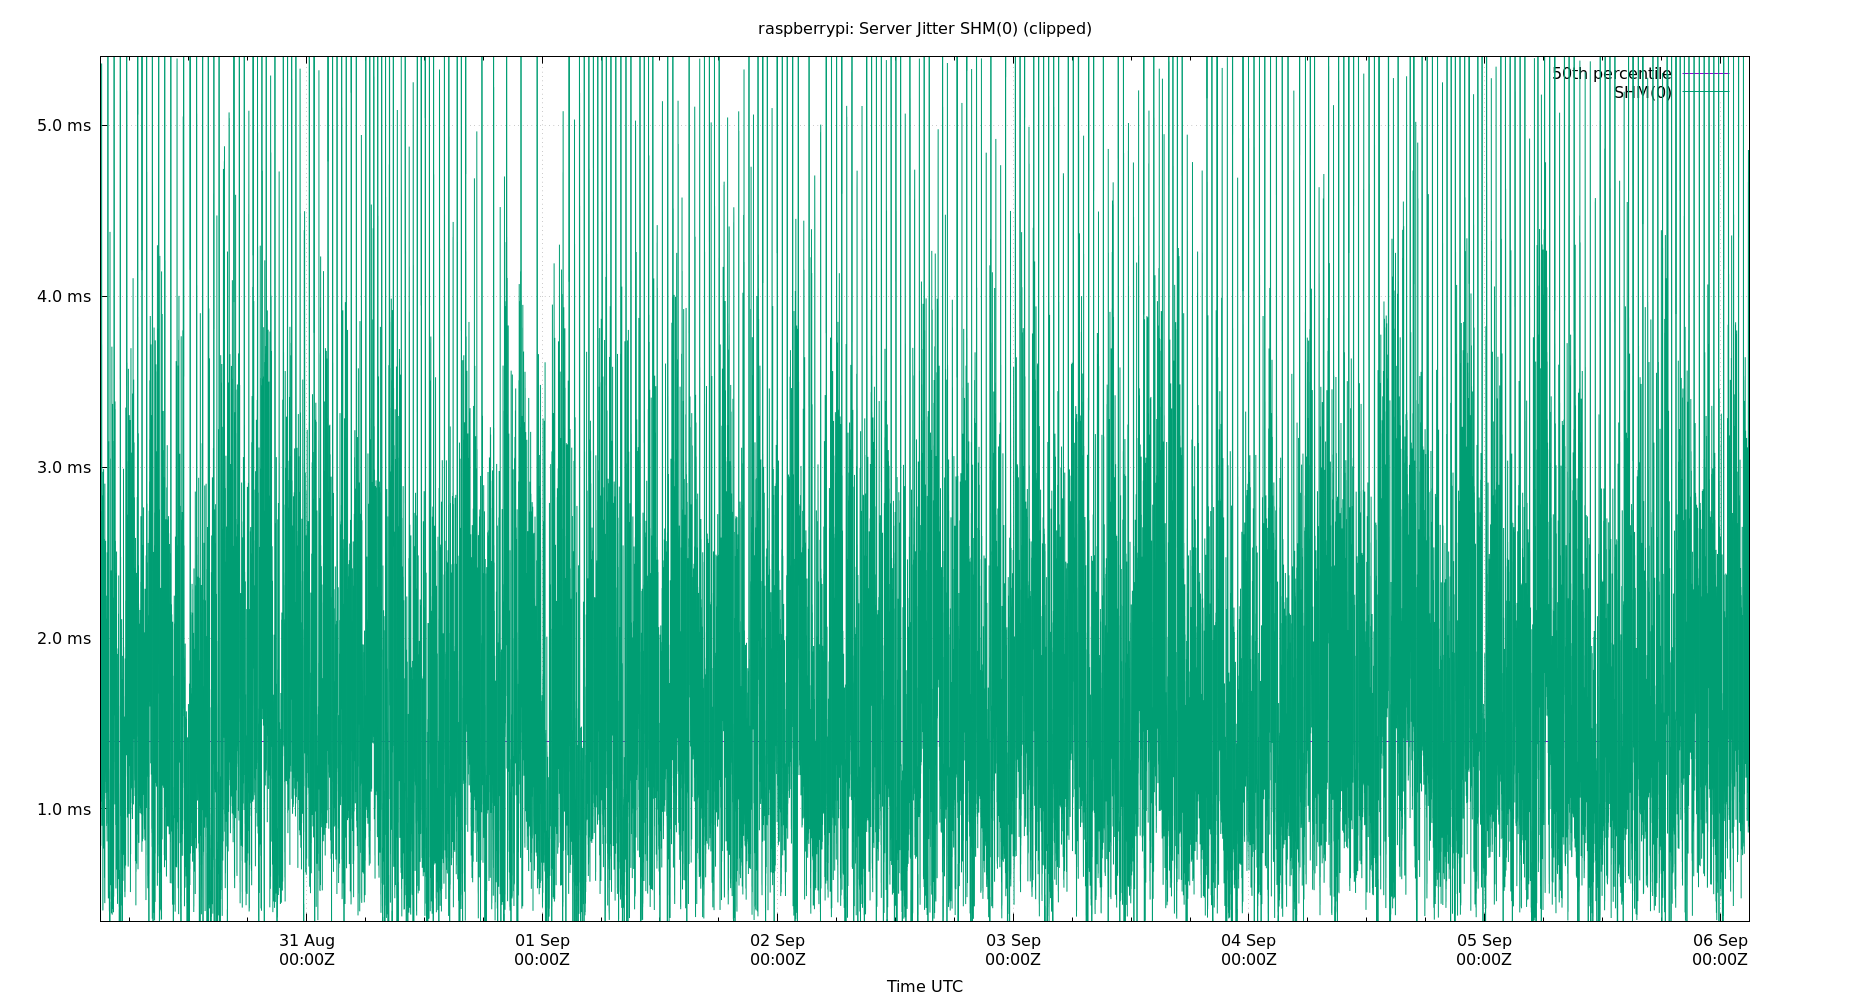 raspberrypi: Server Jitter SHM(0) (clipped)
50th percentile
SHM(0)
5.0 ms
4.0 ms
3.0 ms
2.0 ms
1.0 ms
31 Aug 01 Sep 02 Sep 03 Sep 04 Sep 05 Sep 06 Sep
00:00Z 00:00Z 00:00Z 00:00Z 00:00Z 00:00Z 00:00Z
Time UTC